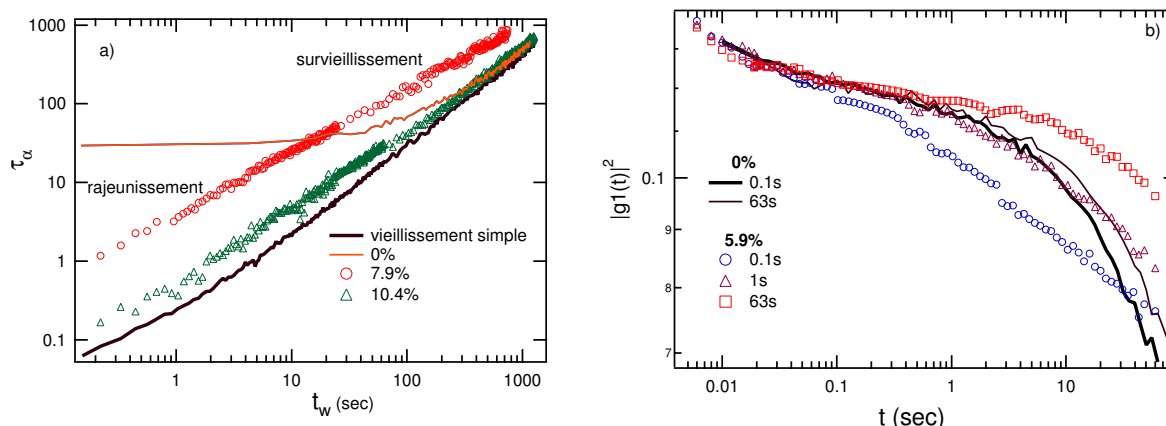 a)
1000
100
10
1
0.1
τα
survieillissement
rajeunissement
vieillissement simple
0%
7.9%
10.4%
1
10
100
1000
tw (sec)
b)
|g1(t)|²
0.1
9
8
7
0%
0.1s
63s
5.9%
0.1s
1s
63s
0.01
0.1
1
10
t (sec)